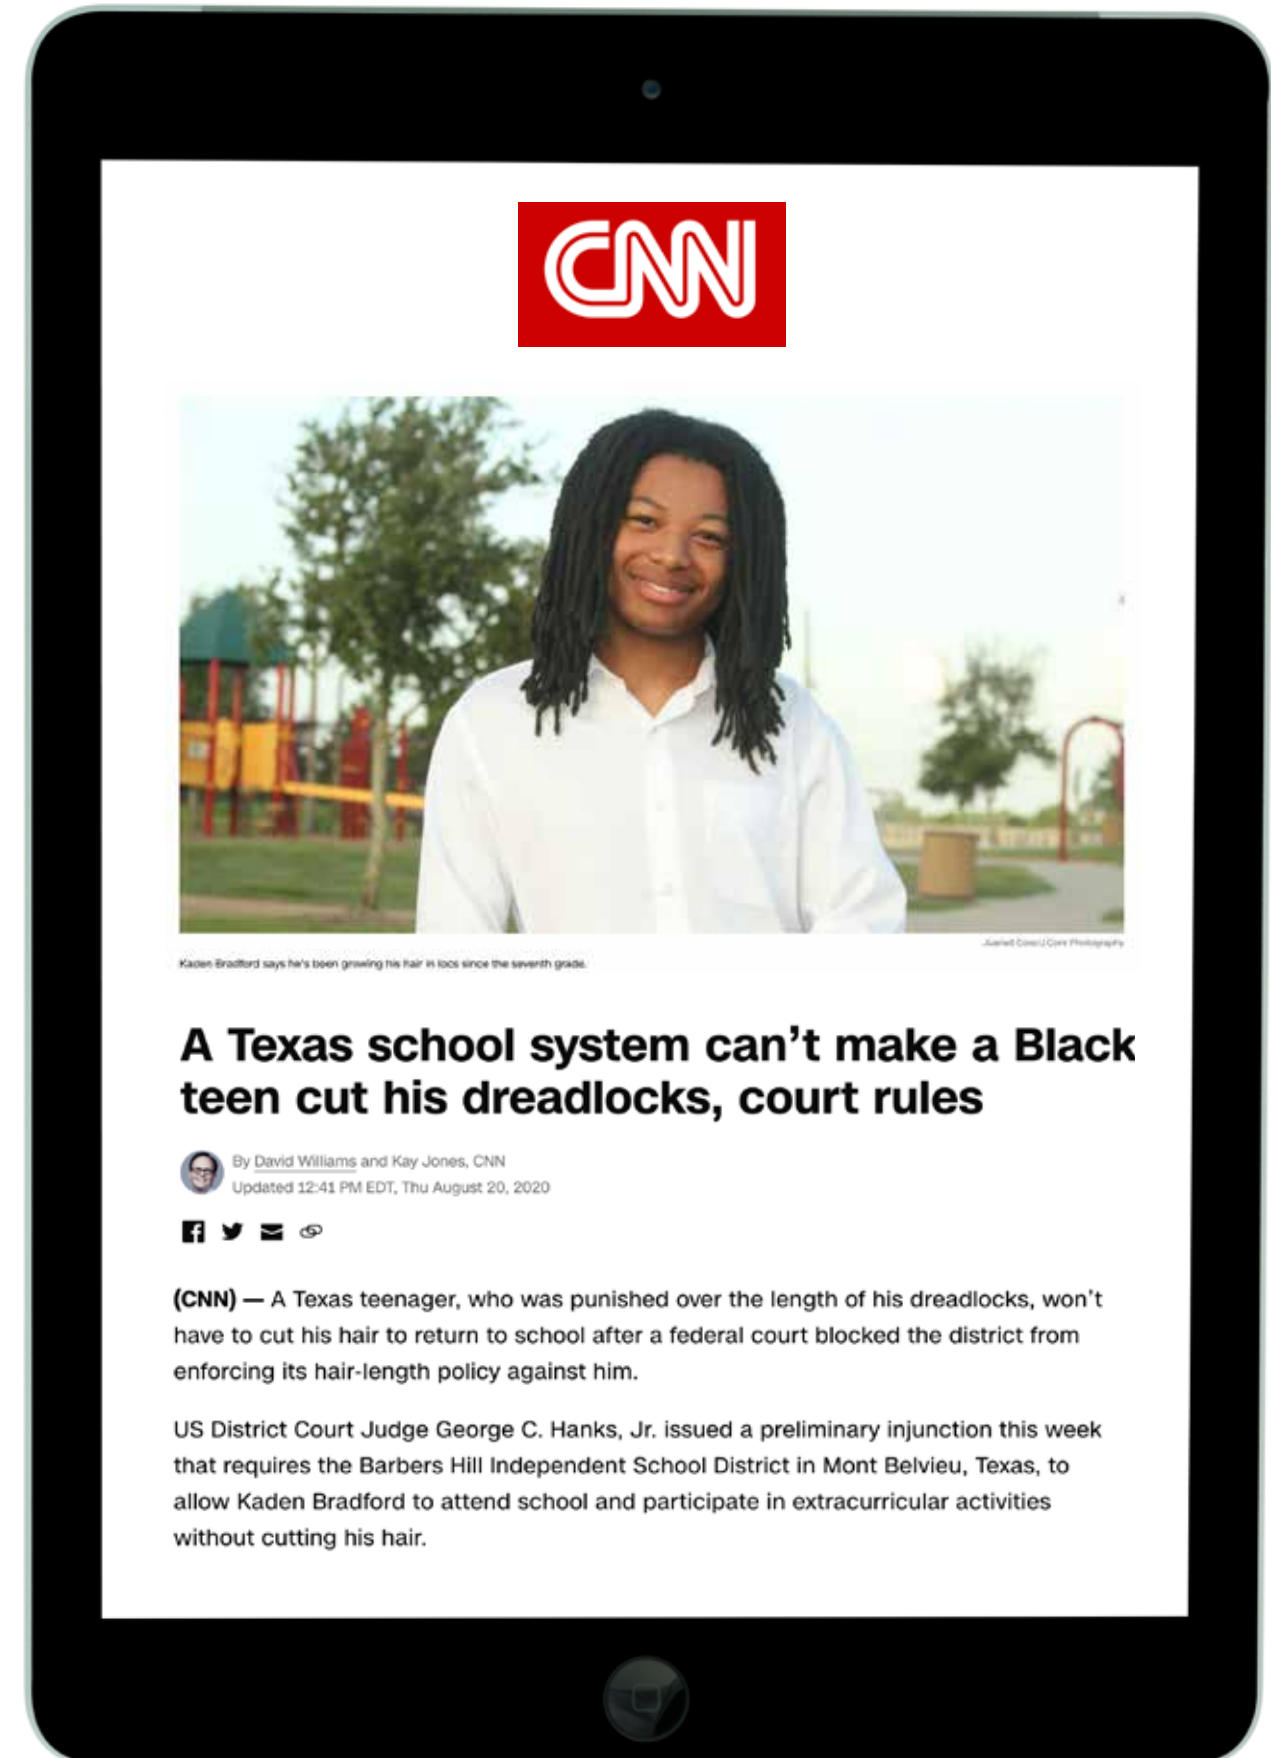 CNN
Kaden Bradford says he's been growing his hair in locs since the seventh grade.
A Texas school system can't make a Black
teen cut his dreadlocks, court rules
By David Williams and Kay Jones, CNN
Updated 12:41 PM EDT, Thu August 20, 2020
(CNN) — A Texas teenager, who was punished over the length of his dreadlocks, won't
have to cut his hair to return to school after a federal court blocked the district from
enforcing its hair-length policy against him.
US District Court Judge George C. Hanks, Jr. issued a preliminary injunction this week
that requires the Barbers Hill Independent School District in Mont Belvieu, Texas, to
allow Kaden Bradford to attend school and participate in extracurricular activities
without cutting his hair.